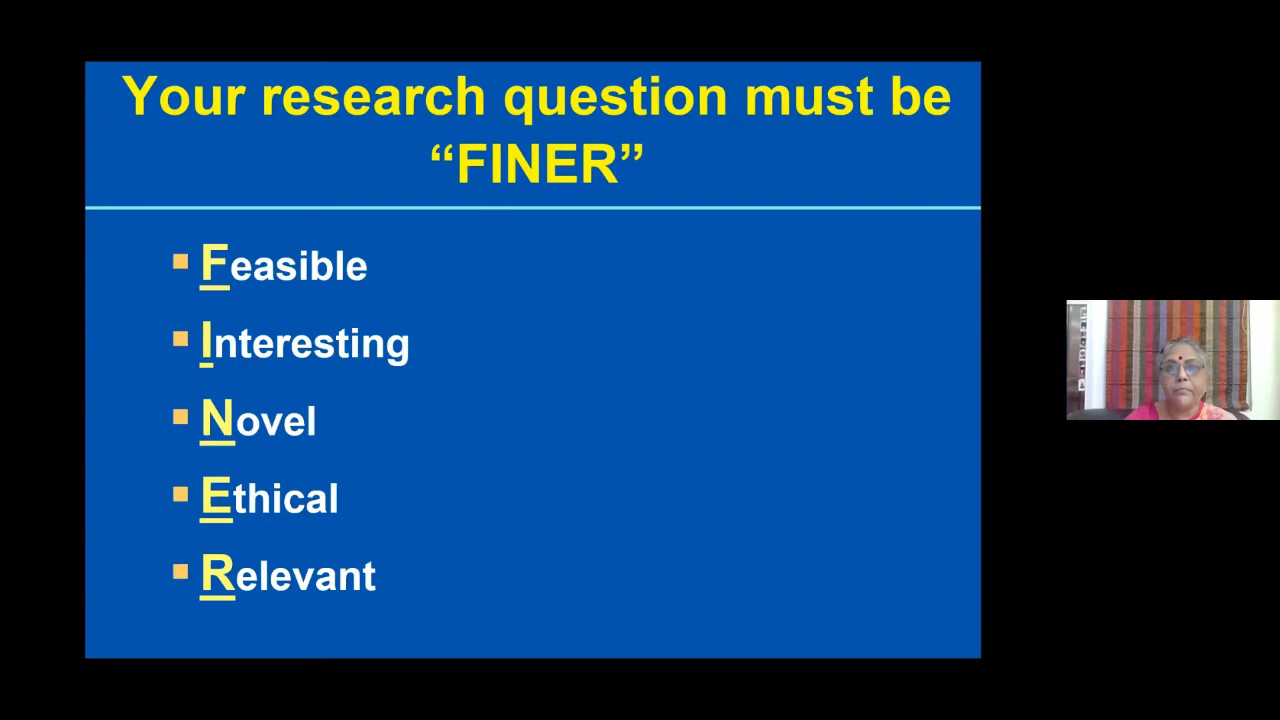 Your research question must be
“FINER”
▪ Feasible
▪ Interesting
▪ Novel
▪ Ethical
▪ Relevant